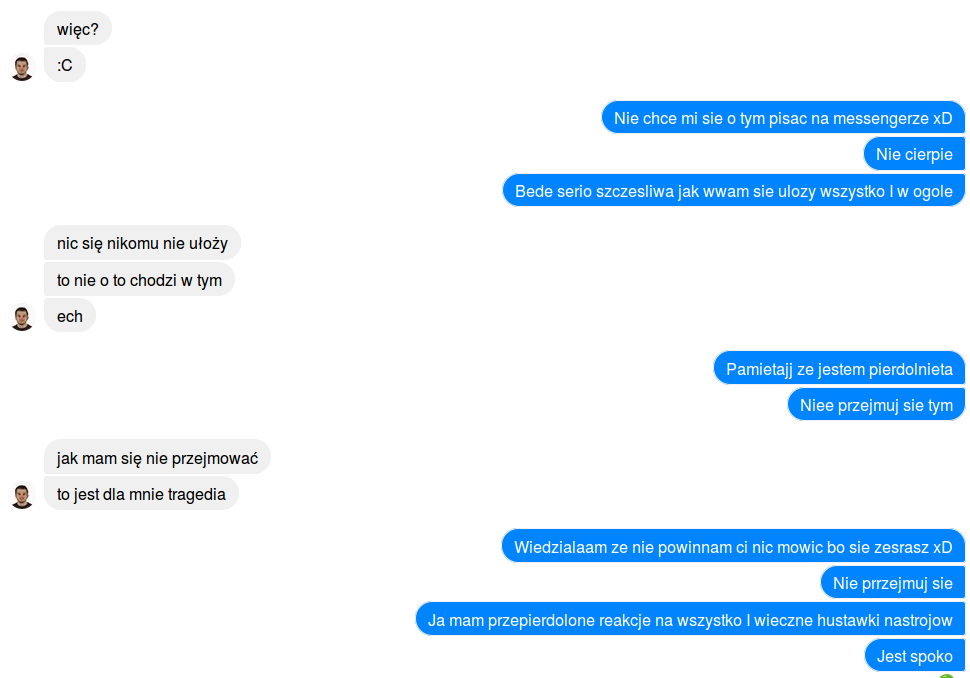 więc?
:C
Nie chce mi sie o tym pisac na messengerze xD
Nie cierpie
Bede serio szczesliwa jak wwam sie ulozy wszystko I w ogole
nic się nikomu nie ułoży
to nie o to chodzi w tym
ech
Pamietajj ze jestem pierdolnieta
Niee przejmuj sie tym
jak mam się nie przejmować
to jest dla mnie tragedia
Wiedzialaam ze nie powinnam ci nic mowic bo sie zesrasz xD
Nie prrzejmuj sie
Ja mam przepierdolone reakcje na wszystko I wieczne hustawki nastrojow
Jest spoko